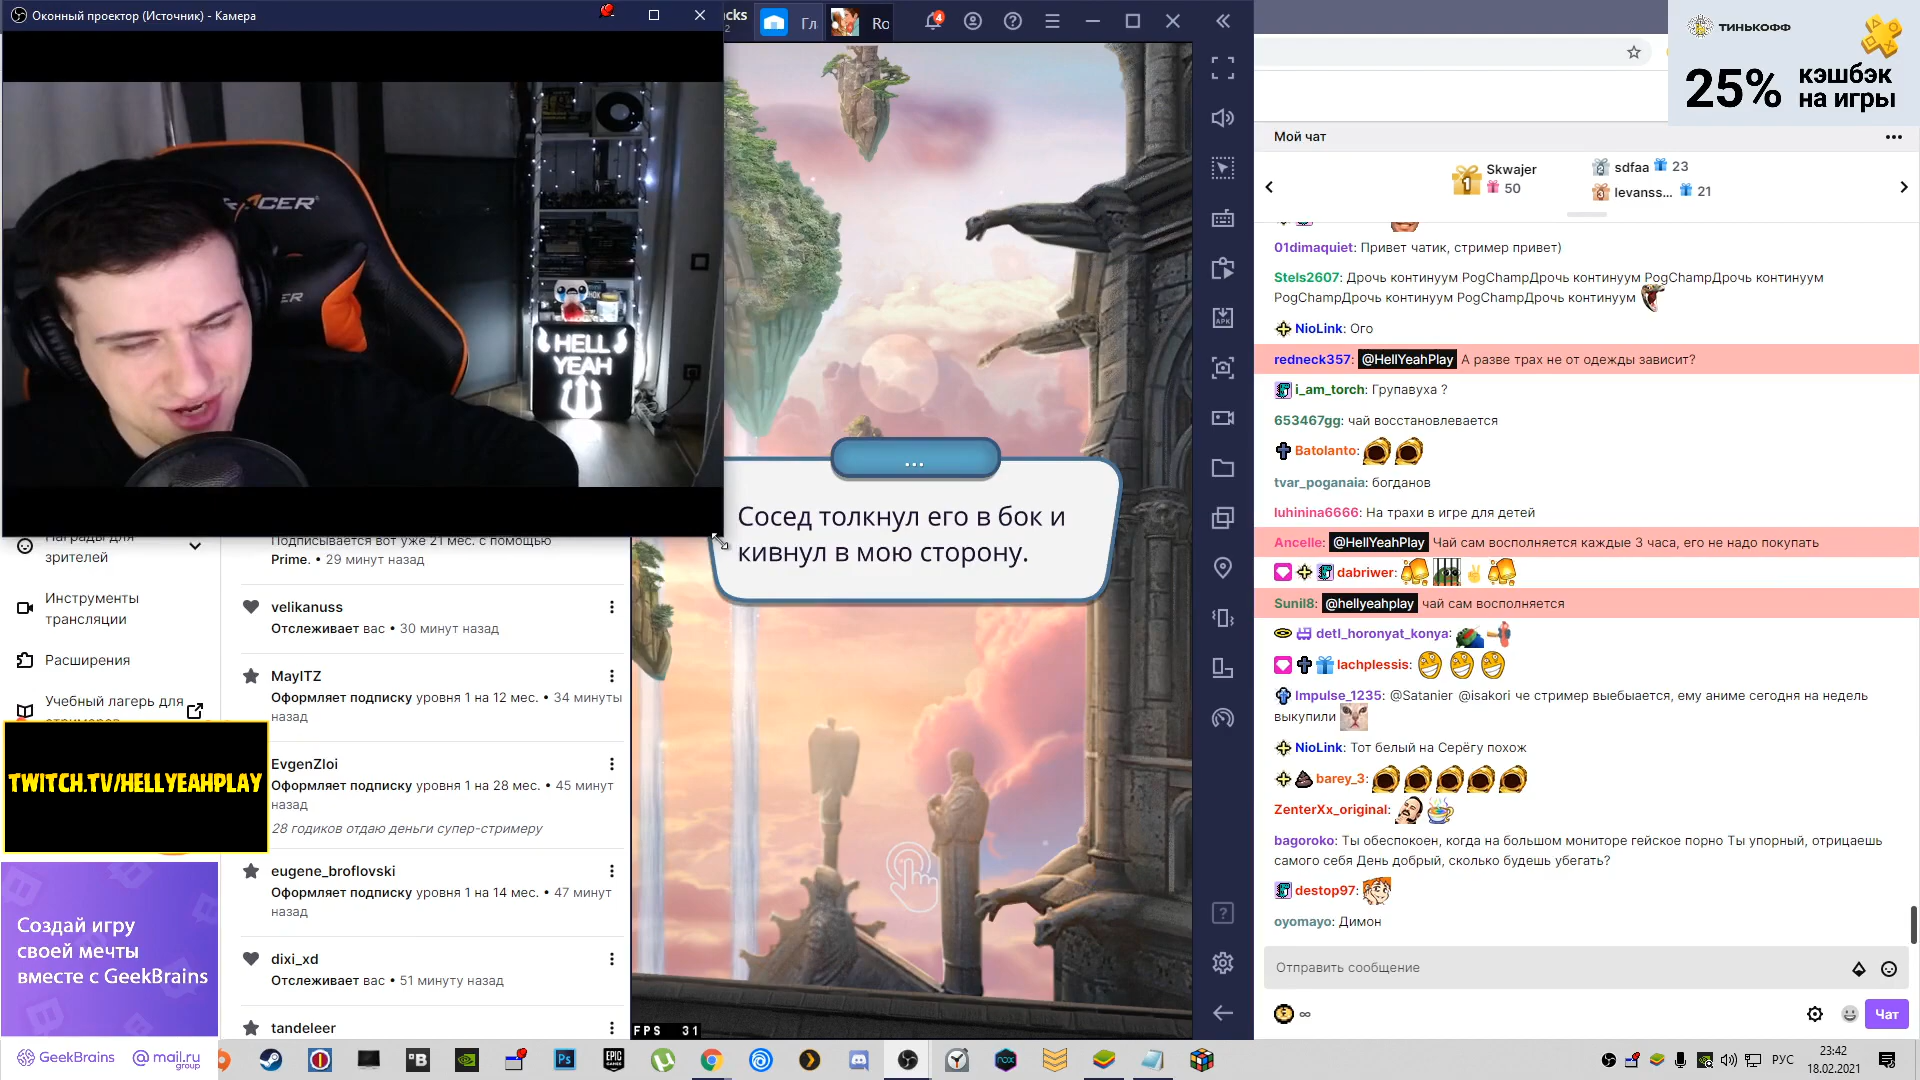 Оконный проектор (Источник) - Камера
Гл
Ro
4
RACER
ER
HELL
YEAH
...
Сосед толкнул его в бок и
кивнул в мою сторону.
FPS 31
зрителей
Инструменты
трансляции
Расширения
Учебный лагерь для
TWITCH.TV/HELLYEAHPLAY
Создай игру
своей мечты
вместе с GeekBrains
GeekBrains
@mail.ru
group
Подписывается вот уже 21 мес. с помощью
Prime. • 29 минут назад
velikanuss
Отслеживает вас • 30 минут назад
MayITZ
Оформляет подписку уровня 1 на 12 мес. • 34 минуты
назад
EvgenZloi
Оформляет подписку уровня 1 на 28 мес. • 45 минут
назад
28 годиков отдаю деньги супер-стримеру
eugene_broflovski
Оформляет подписку уровня 1 на 14 мес. • 47 минут
назад
dixi_xd
Отслеживает вас • 51 минуту назад
tandeleer
ТИНЬКОФФ
25% кэшбэк
на игры
Мой чат
1
Skwajer
50
2
sdfaa 23
3
levanss... 21
01dimaquiet: Привет чатик, стример привет)
Stels2607: Дрочь континуум PogChampДрочь континуум PogChampДрочь континуум
PogChampДрочь континуум PogChampДрочь континуум
NioLink: Ого
redneck357: @HellYeahPlay А разве трах не от одежды зависит?
i_am_torch: Групавуха ?
653467gg: чай восстановлевается
Batolanto:
tvar_poganaia: богданов
luhinina6666: На трахи в игре для детей
Ancelle: @HellYeahPlay Чай сам восполняется каждые 3 часа, его не надо покупать
dabriwer:
Sunil8: @hellyeahplay чай сам восполняется
detl_horonyat_konya:
lachplessis:
Impulse_1235: @Satanier @isakori че стример выебыается, ему аниме сегодня на недель
выкупили
NioLink: Тот белый на Серёгу похож
barey_3:
ZenterXx_original:
bagoroko: Ты обеспокоен, когда на большом мониторе гейское порно Ты упорный, отрицаешь
самого себя День добрый, сколько будешь убегать?
destop97:
oyomayo: Димон
Отправить сообщение
∞
Чат
РУС
23:42
18.02.2021